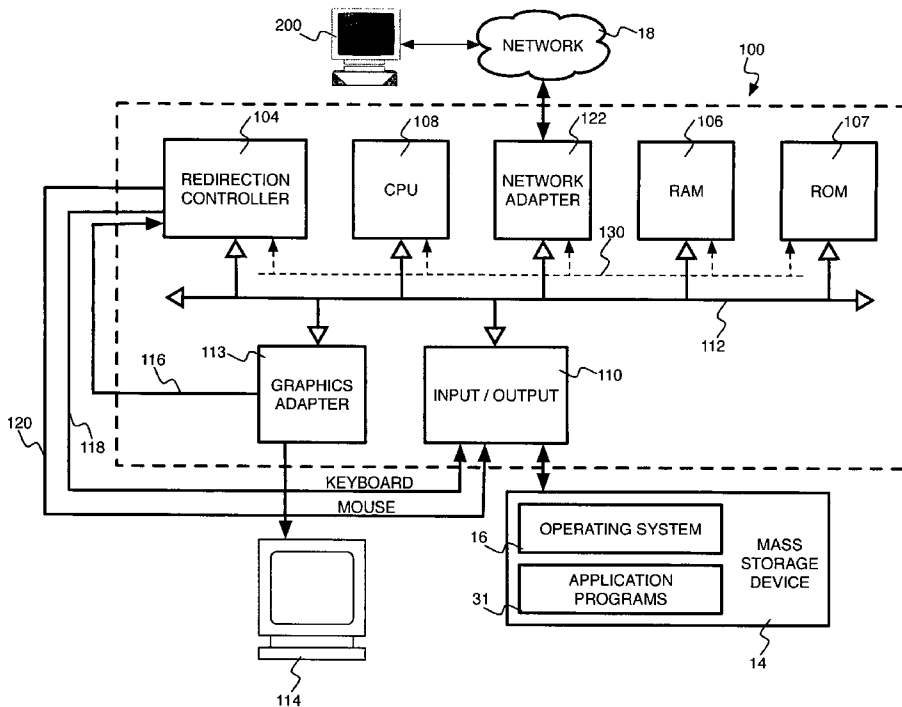 200
NETWORK
18
100
104
108
122
106
107
REDIRECTION
CONTROLLER
CPU
NETWORK
ADAPTER
RAM
ROM
130
112
113
116
GRAPHICS
ADAPTER
110
INPUT / OUTPUT
120
118
KEYBOARD
MOUSE
OPERATING SYSTEM
16
APPLICATION
PROGRAMS
31
MASS
STORAGE
DEVICE
14
114